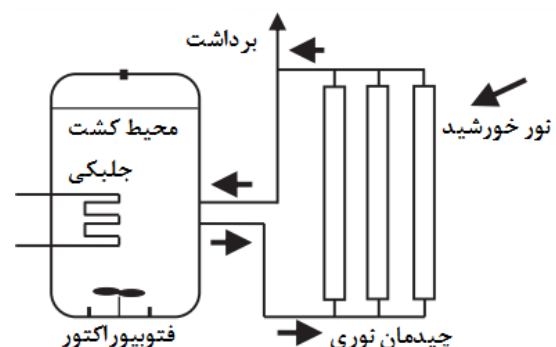 برداشت
نور خورشید
محیط کشت
جلبکی
فتوبیوراکتور
چیدمان نوری